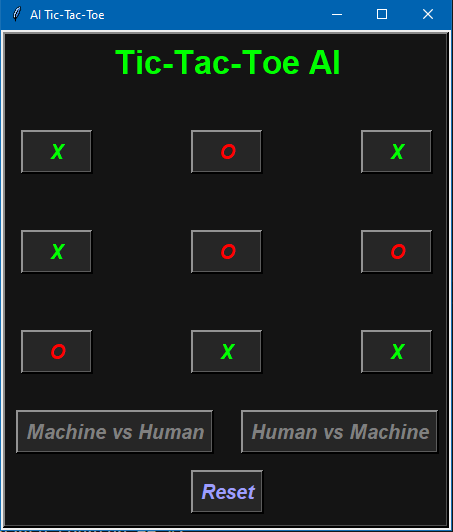 AI Tic-Tac-Toe
Tic-Tac-Toe AI
X O X
X O O
O X X
Machine vs Human Human vs Machine
Reset